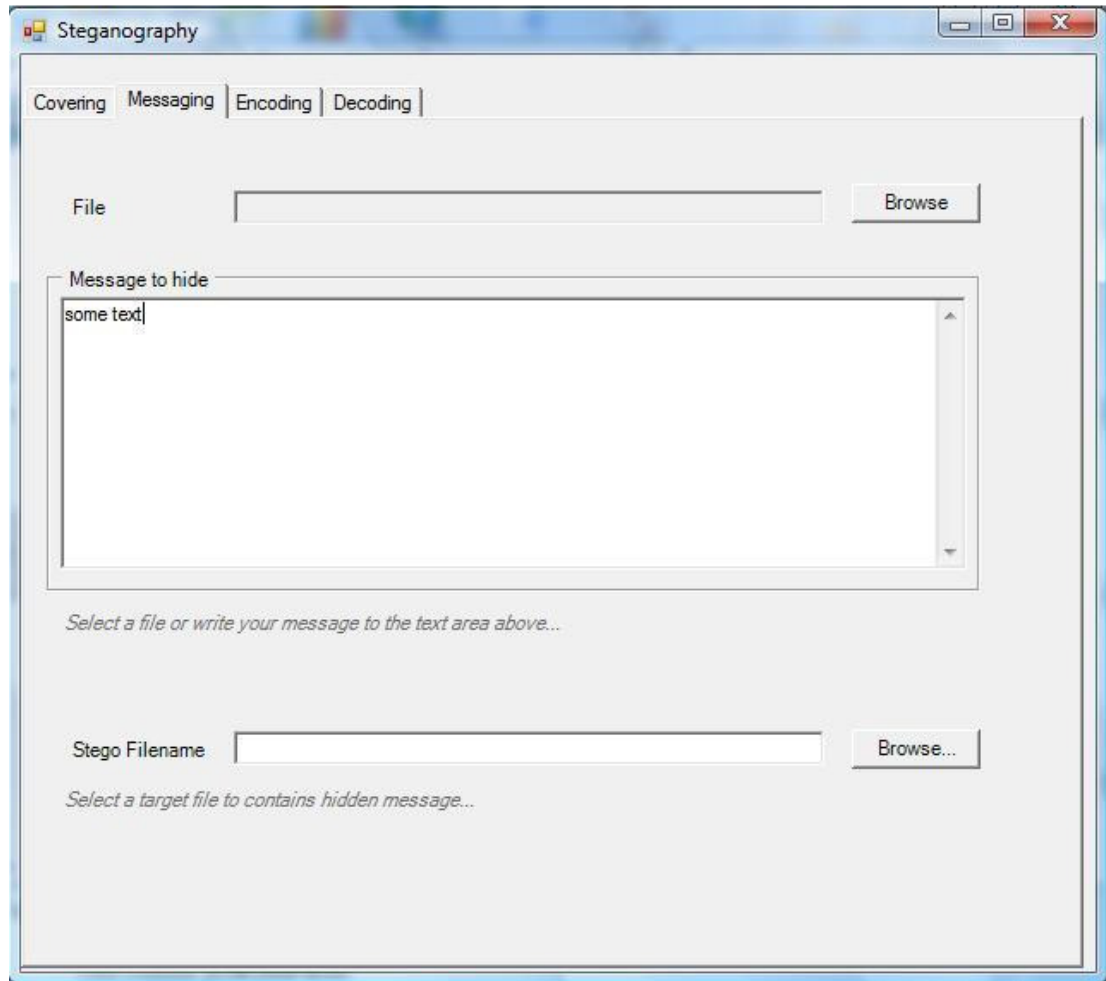 Steganography
Covering Messaging Encoding Decoding
File Browse
Message to hide
some text
Select a file or write your message to the text area above...
Stego Filename Browse...
Select a target file to contains hidden message...